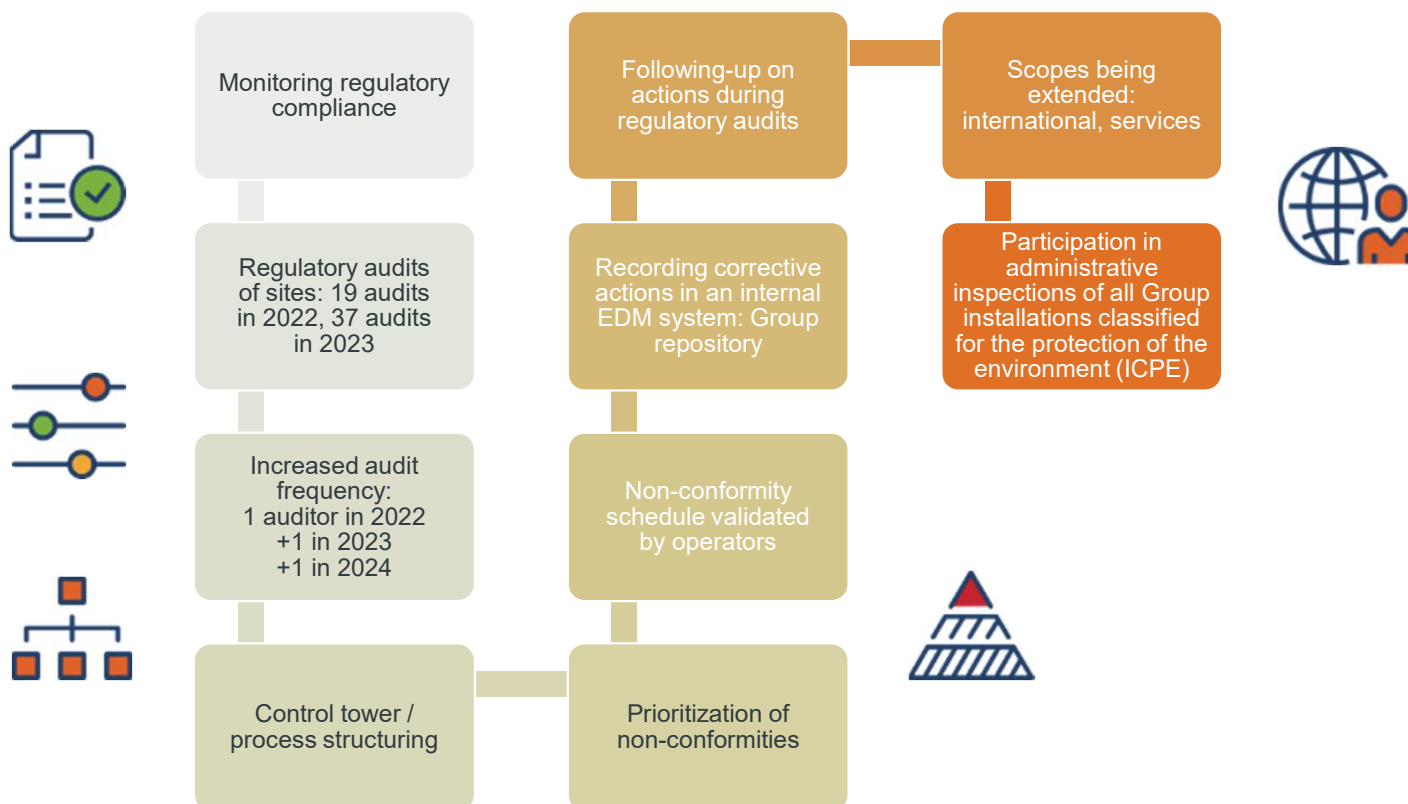 Monitoring regulatory
compliance
Regulatory audits
of sites: 19 audits
in 2022, 37 audits
in 2023
Increased audit
frequency:
1 auditor in 2022
+1 in 2023
+1 in 2024
Control tower /
process structuring
Prioritization of
non-conformities
Non-conformity
schedule validated
by operators
Recording corrective
actions in an internal
EDM system: Group
repository
Following-up on
actions during
regulatory audits
Scopes being
extended:
international, services
Participation in
administrative
inspections of all Group
installations classified
for the protection of the
environment (ICPE)